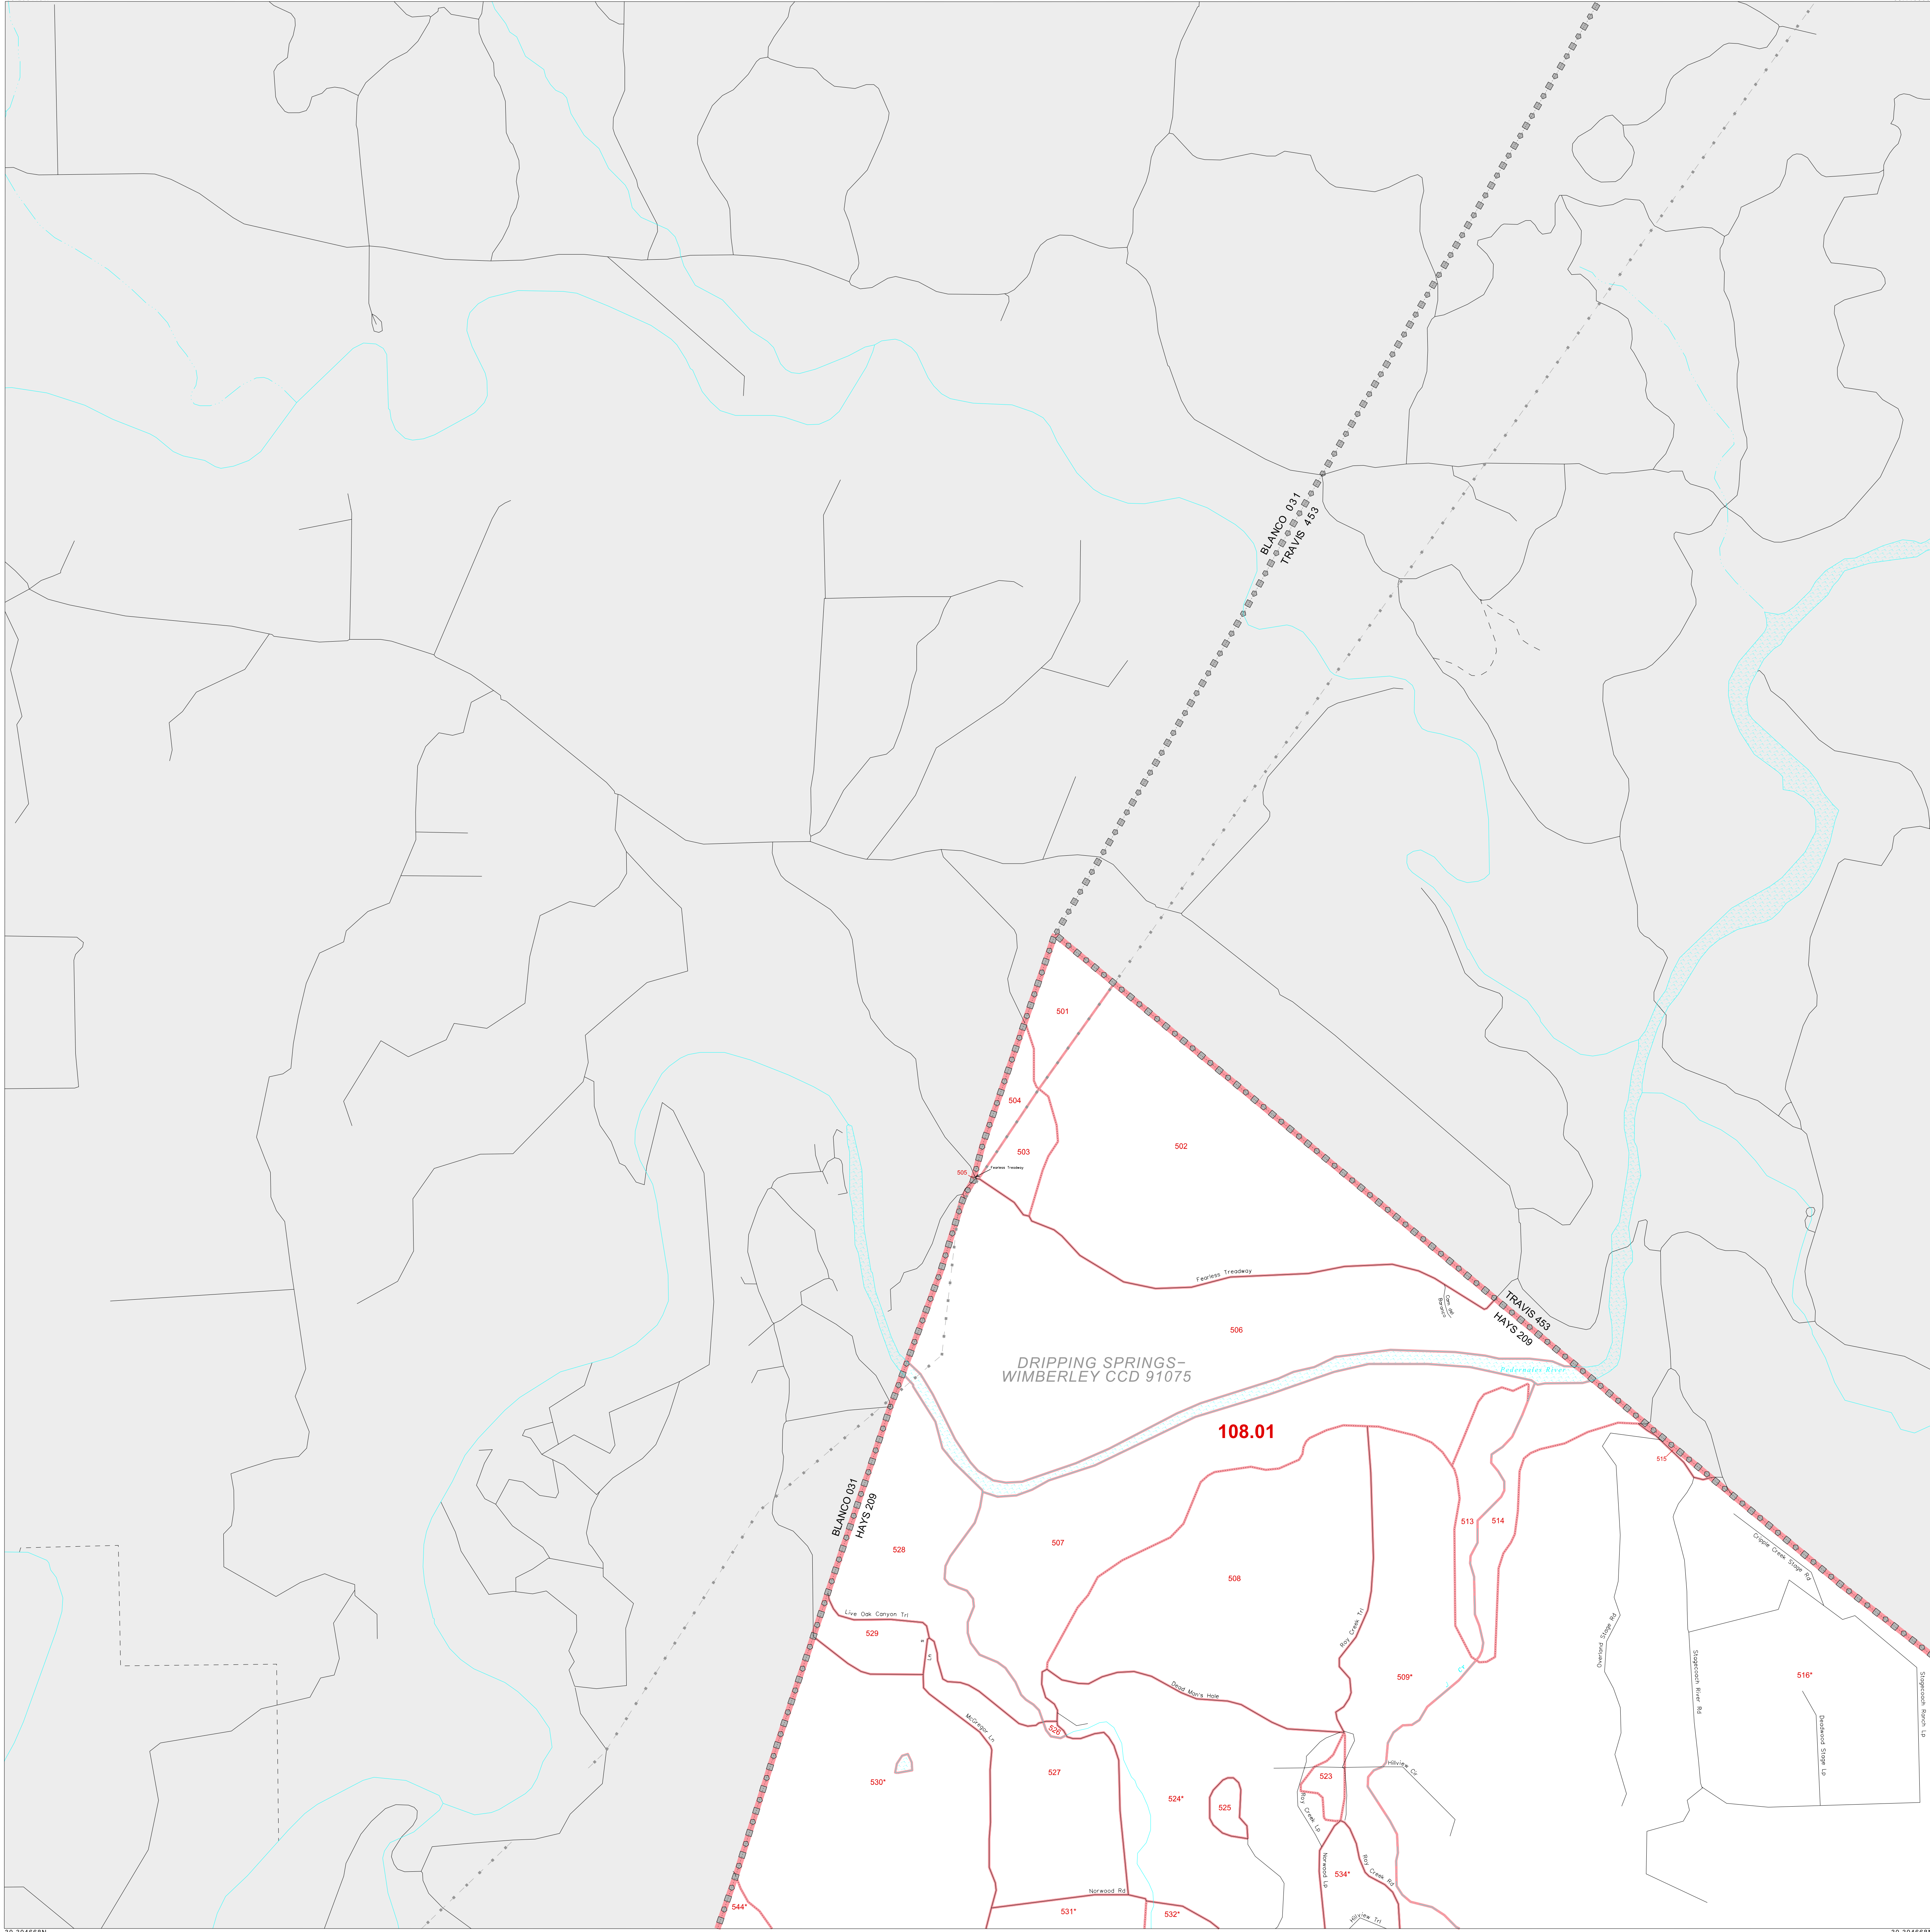 BLANCO 031
TRAVIS 453
501
504
503
502
505
Fearless Treadway
Fearless Treadway
506
TRAVIS 453
HAYS 209
DRIPPING SPRINGS-
WIMBERLEY CCD 91075
Pedernales River
108.01
515
BLANCO 031
HAYS 209
513
514
528
507
508
Cripple Creek Stage Rd
Live Oak Canyon Trl
529
Ln
Roy Creek Trl
Overland Stage Rd
Stagecoach River Rd
509*
516*
Stagecoach Ranch Lp
Deadwood Stage Lp
Dead Man's Hole
526
McGregor Ln
527
530*
Hillview Cir
523
524*
525
Roy Creek Lp
Norwood Lp
534*
Roy Creek Rd
Norwood Rd
544*
531*
532*
Hillview Trl